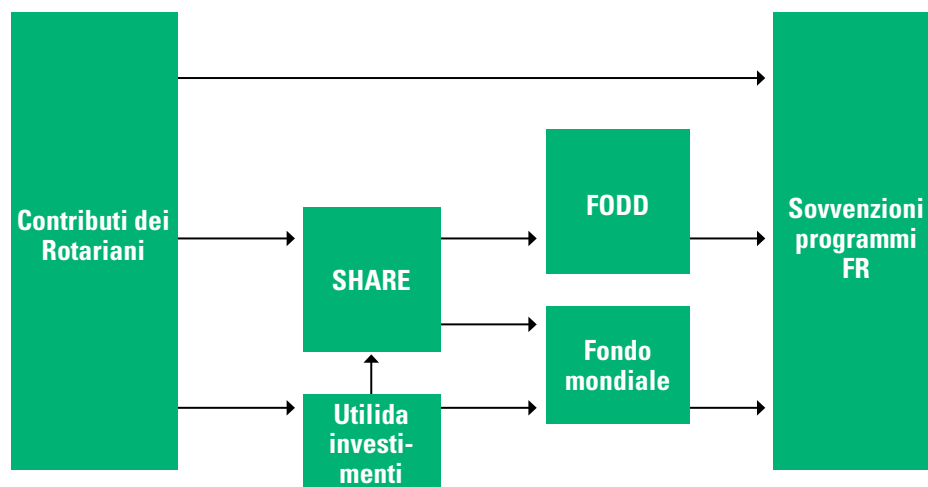 Contributi dei
Rotariani
SHARE
Utilida
investi-
menti
FODD
Fondo
mondiale
Sovvenzioni
programmi
FR